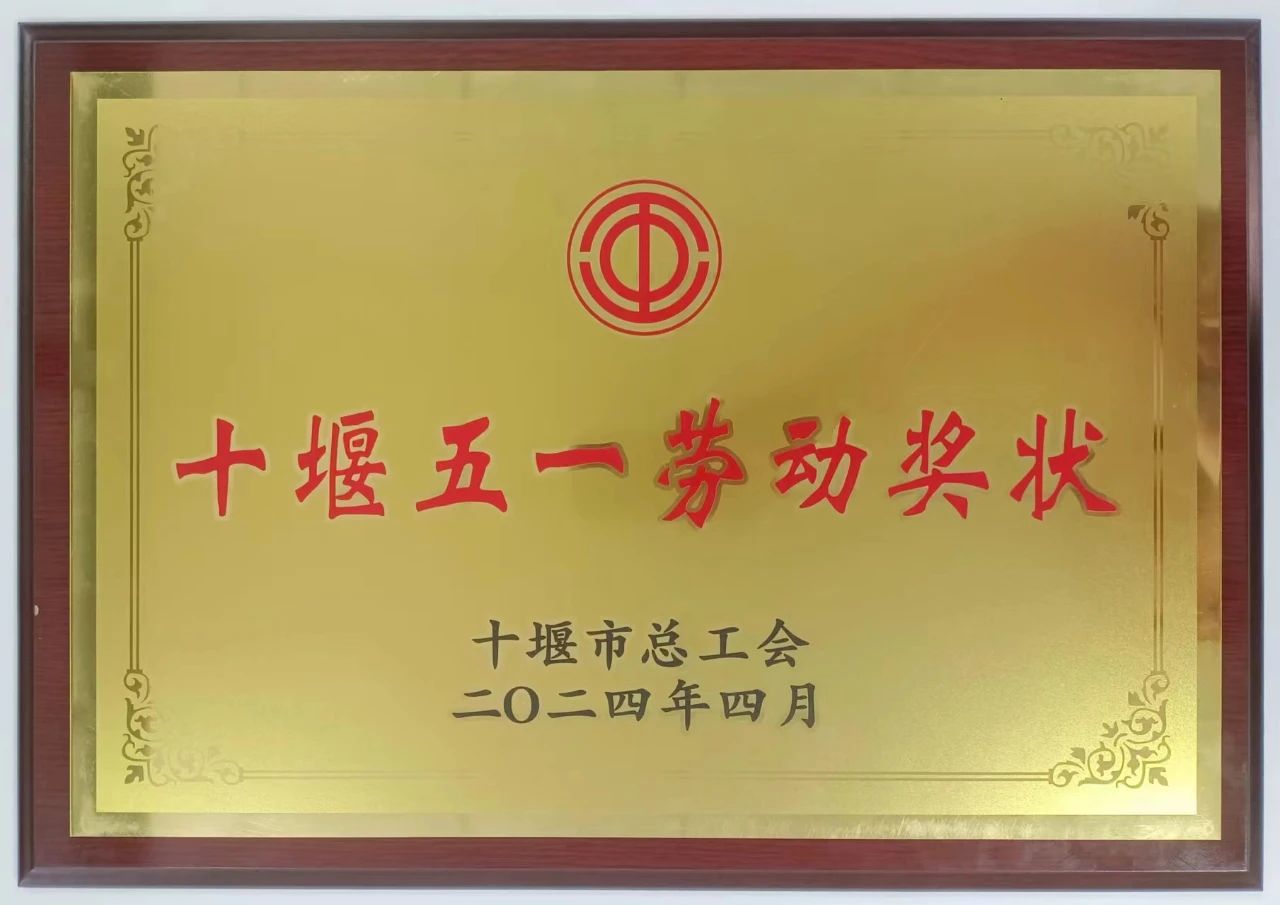 十堰五一劳动奖状
十堰市总工会
二〇二四年四月